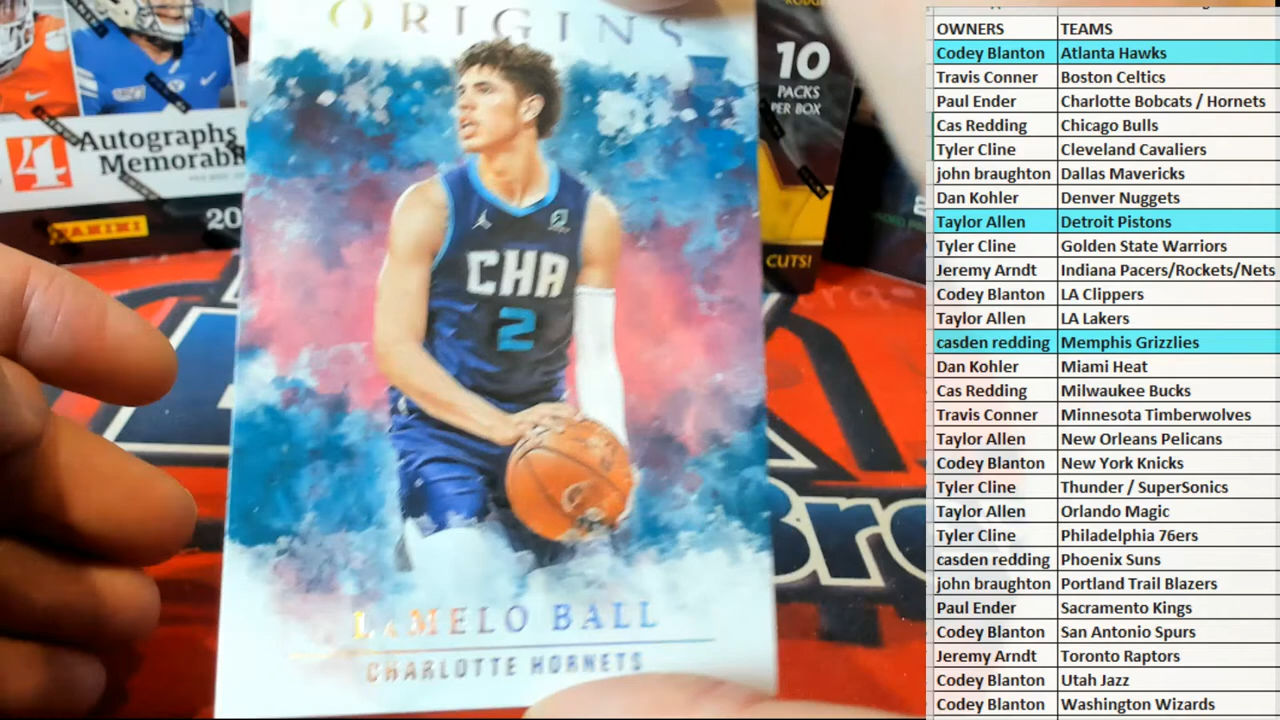 ORIGINS
CHA
2
LAMELO BALL
CHARLOTTE HORNETS
4
Autographs
Memorabi
PANINI
20
10
PACKS
PER BOX
CUTS!
OWNERS TEAMS
Codey Blanton Atlanta Hawks
Travis Conner Boston Celtics
Paul Ender Charlotte Bobcats / Hornets
Cas Redding Chicago Bulls
Tyler Cline Cleveland Cavaliers
john braughton Dallas Mavericks
Dan Kohler Denver Nuggets
Taylor Allen Detroit Pistons
Tyler Cline Golden State Warriors
Jeremy Arndt Indiana Pacers/Rockets/Nets
Codey Blanton LA Clippers
Taylor Allen LA Lakers
casden redding Memphis Grizzlies
Dan Kohler Miami Heat
Cas Redding Milwaukee Bucks
Travis Conner Minnesota Timberwolves
Taylor Allen New Orleans Pelicans
Codey Blanton New York Knicks
Tyler Cline Thunder / SuperSonics
Taylor Allen Orlando Magic
Tyler Cline Philadelphia 76ers
casden redding Phoenix Suns
john braughton Portland Trail Blazers
Paul Ender Sacramento Kings
Codey Blanton San Antonio Spurs
Jeremy Arndt Toronto Raptors
Codey Blanton Utah Jazz
Codey Blanton Washington Wizards